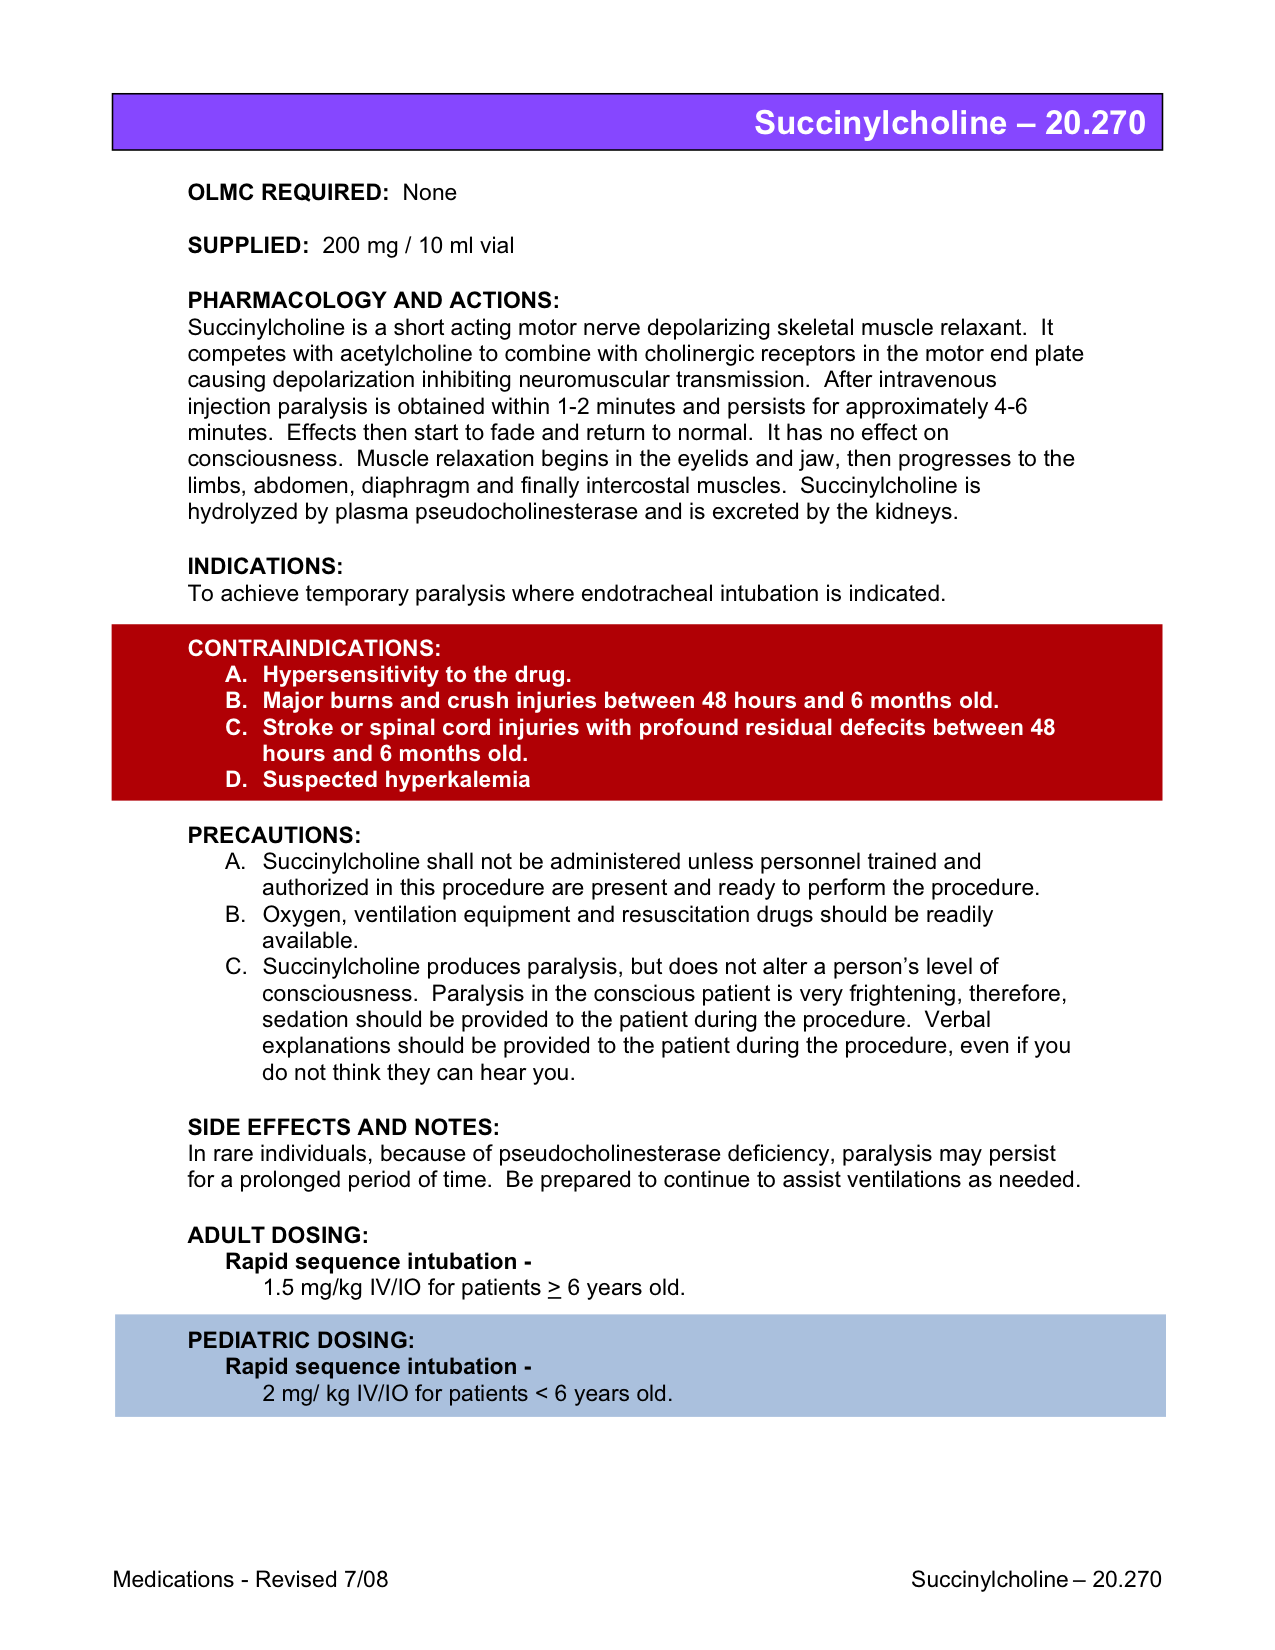 Succinylcholine – 20.270
OLMC REQUIRED: None
SUPPLIED: 200 mg / 10 ml vial
PHARMACOLOGY AND ACTIONS:
Succinylcholine is a short acting motor nerve depolarizing skeletal muscle relaxant. It
competes with acetylcholine to combine with cholinergic receptors in the motor end plate
causing depolarization inhibiting neuromuscular transmission. After intravenous
injection paralysis is obtained within 1-2 minutes and persists for approximately 4-6
minutes. Effects then start to fade and return to normal. It has no effect on
consciousness. Muscle relaxation begins in the eyelids and jaw, then progresses to the
limbs, abdomen, diaphragm and finally intercostal muscles. Succinylcholine is
hydrolyzed by plasma pseudocholinesterase and is excreted by the kidneys.
INDICATIONS:
To achieve temporary paralysis where endotracheal intubation is indicated.
CONTRAINDICATIONS:
A. Hypersensitivity to the drug.
B. Major burns and crush injuries between 48 hours and 6 months old.
C. Stroke or spinal cord injuries with profound residual defecits between 48
hours and 6 months old.
D. Suspected hyperkalemia
PRECAUTIONS:
A. Succinylcholine shall not be administered unless personnel trained and
authorized in this procedure are present and ready to perform the procedure.
B. Oxygen, ventilation equipment and resuscitation drugs should be readily
available.
C. Succinylcholine produces paralysis, but does not alter a person’s level of
consciousness. Paralysis in the conscious patient is very frightening, therefore,
sedation should be provided to the patient during the procedure. Verbal
explanations should be provided to the patient during the procedure, even if you
do not think they can hear you.
SIDE EFFECTS AND NOTES:
In rare individuals, because of pseudocholinesterase deficiency, paralysis may persist
for a prolonged period of time. Be prepared to continue to assist ventilations as needed.
ADULT DOSING:
Rapid sequence intubation -
1.5 mg/kg IV/IO for patients ≥ 6 years old.
PEDIATRIC DOSING:
Rapid sequence intubation -
2 mg/ kg IV/IO for patients < 6 years old.
Medications - Revised 7/08
Succinylcholine – 20.270